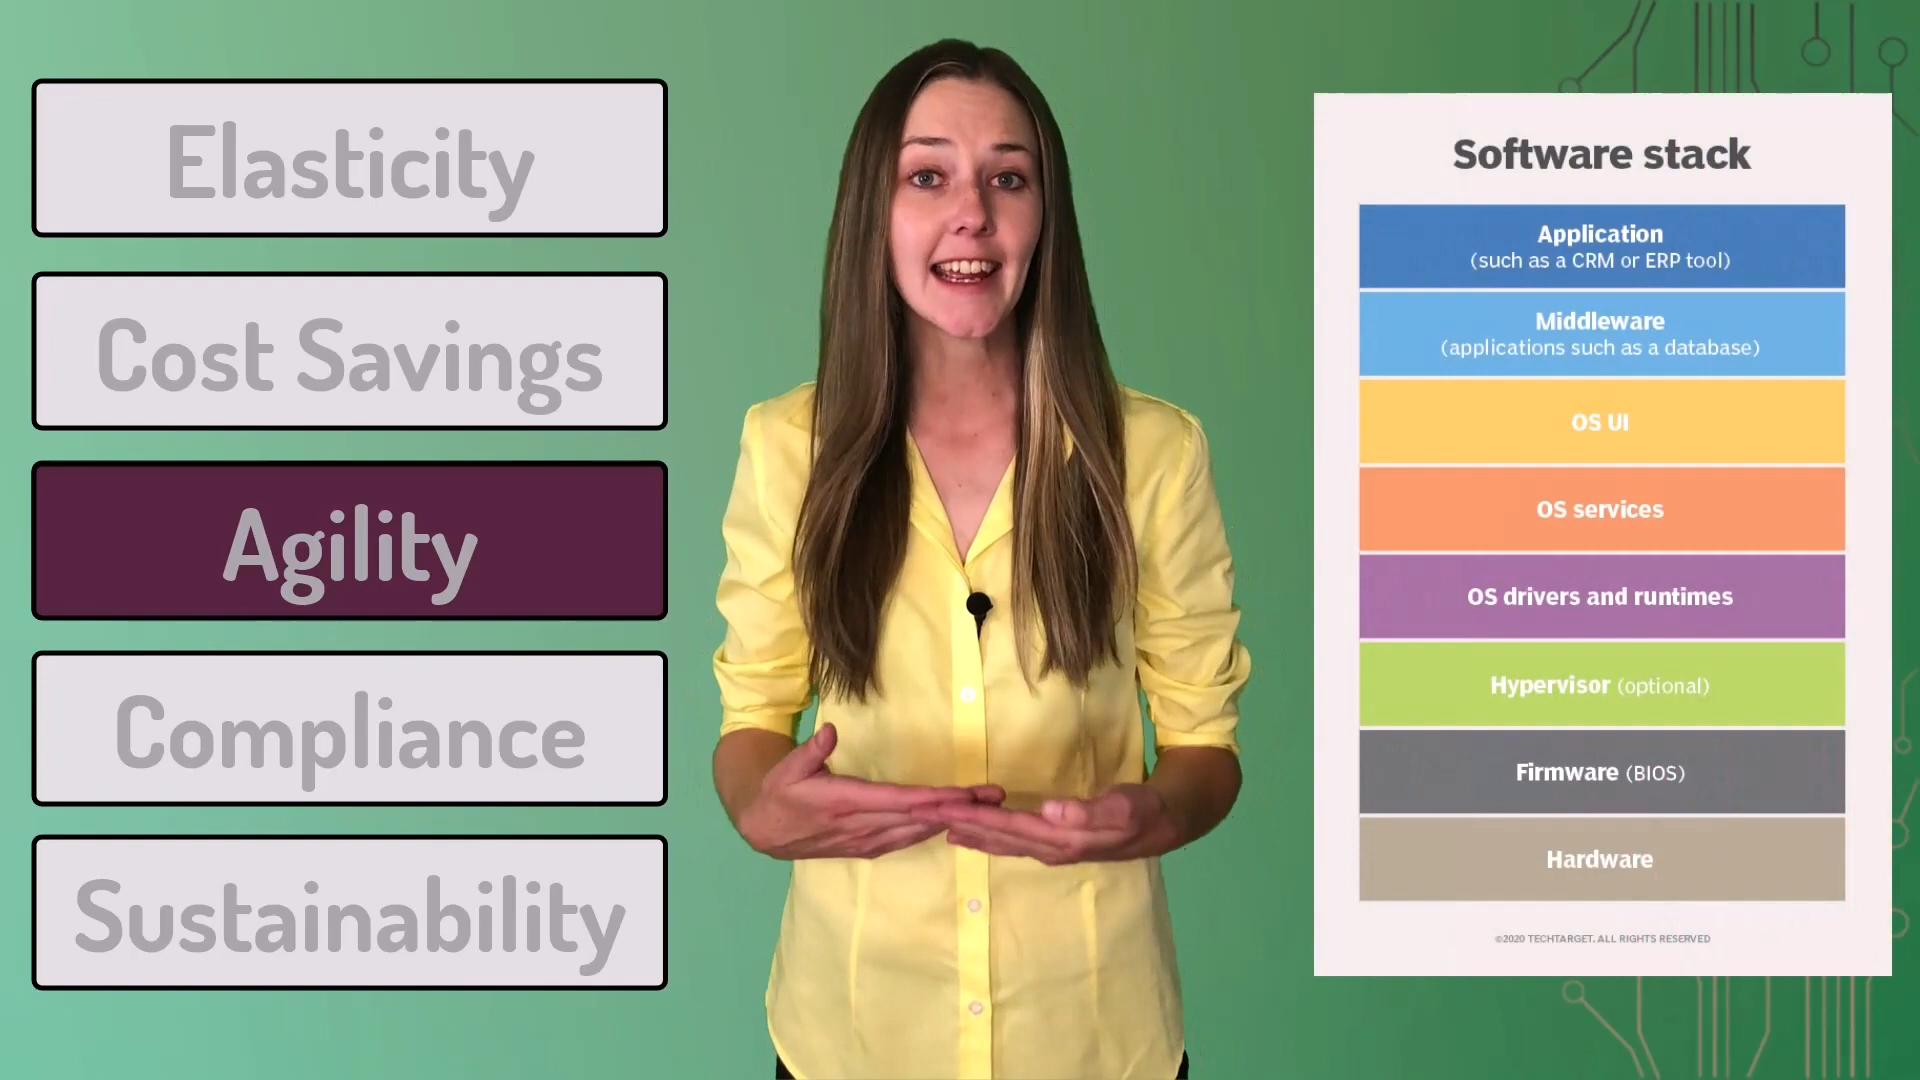 Elasticity
Cost Savings
Agility
Compliance
Sustainability
Software stack
Application
(such as a CRM or ERP tool)
Middleware
(applications such as a database)
OS UI
OS services
OS drivers and runtimes
Hypervisor (optional)
Firmware (BIOS)
Hardware
©2020 TECHTARGET. ALL RIGHTS RESERVED